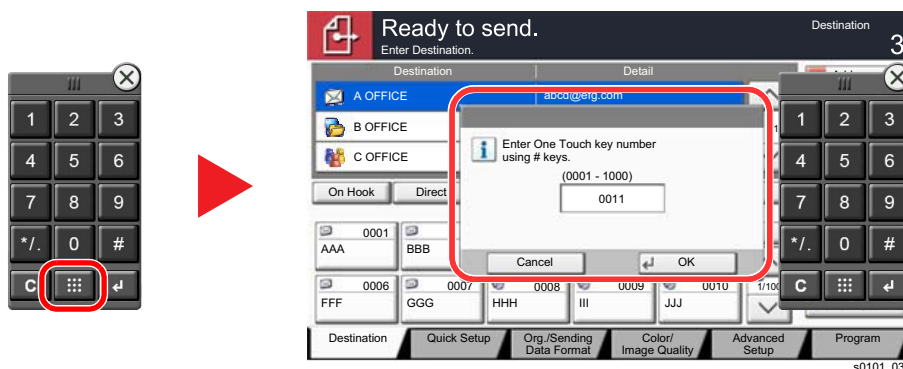 1 2 3
4 5 6
7 8 9
*/. 0 #
C
Ready to send.
Enter Destination.
Destination
3
Destination Detail
A OFFICE abcd@efg.com
B OFFICE
C OFFICE
On Hook Direct
Enter One Touch key number
using # keys.
(0001 - 1000)
0011
Cancel OK
0001
AAA BBB
0006 0007 0008 0009 0010 1/100
FFF GGG HHH III JJJ
1 2 3
4 5 6
7 8 9
*/. 0 #
C
Destination Quick Setup Org./Sending Data Format Color/ Image Quality Advanced Setup Program
s0101_03